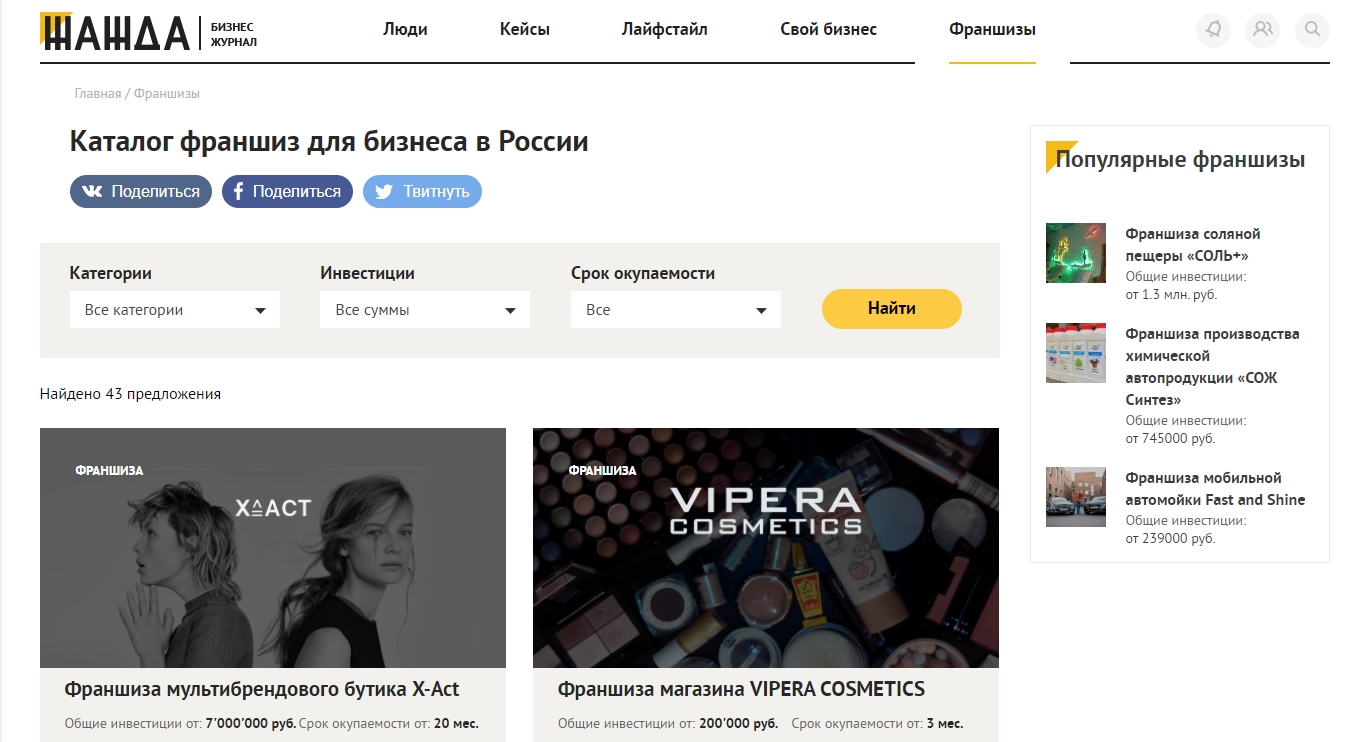 ЖАЖДА
БИЗНЕС
ЖУРНАЛ
Люди
Кейсы
Лайфстайл
Свой бизнес
Франшизы
Главная / Франшизы
Каталог франшиз для бизнеса в России
Поделиться
Поделиться
Твитнуть
Категории
Инвестиции
Срок окупаемости
Все категории
Все суммы
Все
Найти
Найдено 43 предложения
ФРАНШИЗА
X-ACT
Франшиза мультибрендового бутика X-Act
Общие инвестиции от: 7'000'000 руб. Срок окупаемости от: 20 мес.
ФРАНШИЗА
VIPERA
COSMETICS
Франшиза магазина VIPERA COSMETICS
Общие инвестиции от: 200'000 руб. Срок окупаемости от: 3 мес.
Популярные франшизы
Франшиза соляной
пещеры «СОЛЬ+»
Общие инвестиции:
от 1.3 млн. руб.
Франшиза производства
химической
автопродукции «СОЖ
Синтез»
Общие инвестиции:
от 745000 руб.
Франшиза мобильной
автомойки Fast and Shine
Общие инвестиции:
от 239000 руб.